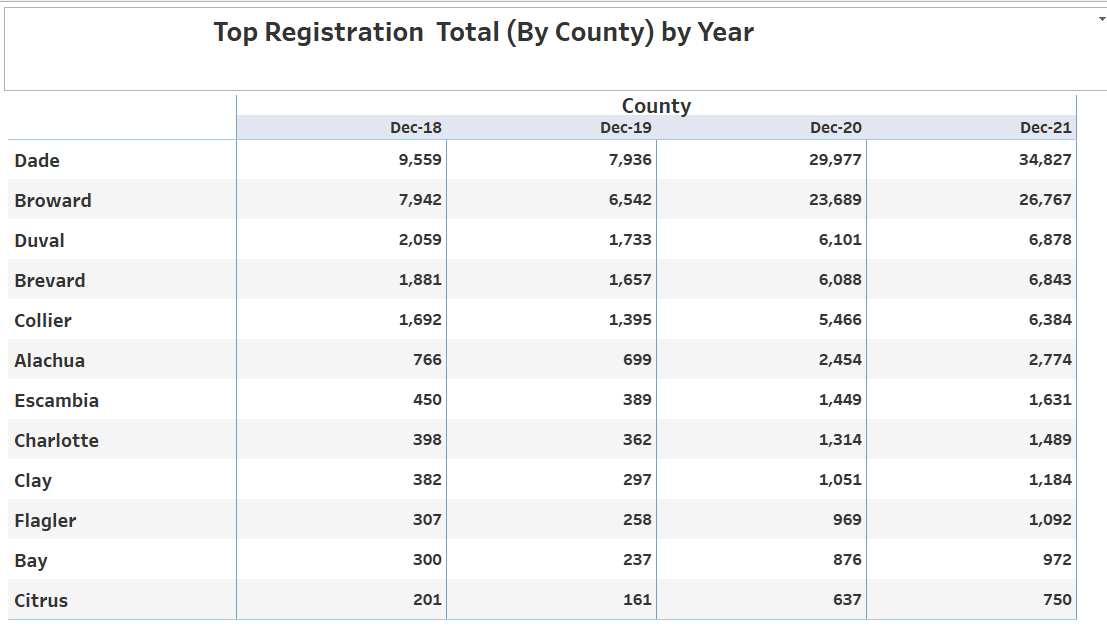 Top Registration  Total (By County) by Year
County
Dec-18 Dec-19 Dec-20 Dec-21
Dade 9,559 7,936 29,977 34,827
Broward 7,942 6,542 23,689 26,767
Duval 2,059 1,733 6,101 6,878
Brevard 1,881 1,657 6,088 6,843
Collier 1,692 1,395 5,466 6,384
Alachua 766 699 2,454 2,774
Escambia 450 389 1,449 1,631
Charlotte 398 362 1,314 1,489
Clay 382 297 1,051 1,184
Flagler 307 258 969 1,092
Bay 300 237 876 972
Citrus 201 161 637 750